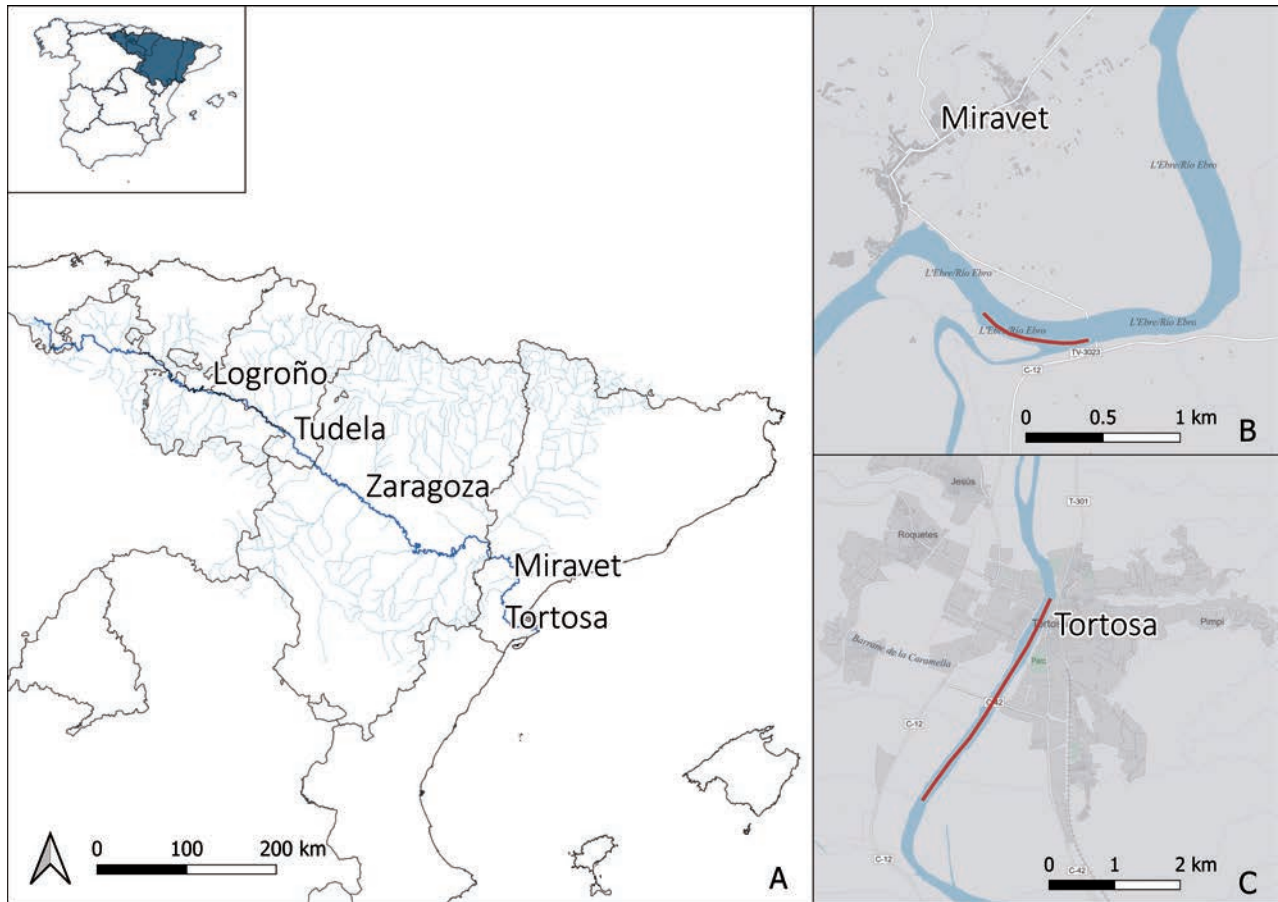 Logroño
Tudela
Zaragoza
Miravet
Tortosa
0 100 200 km
A
Miravet
L'Ebre/Río Ebro
L'Ebre/Río Ebro
L'Ebre/Río Ebro
L'Ebre/Río Ebro
TV-3023
C-12
0 0.5 1 km
B
Jesús
T-301
Roquetes
Tortosa
Pimpí
Barranc de la Caramella
Parc
C-42
C-12
C-12
C-42
0 1 2 km
C